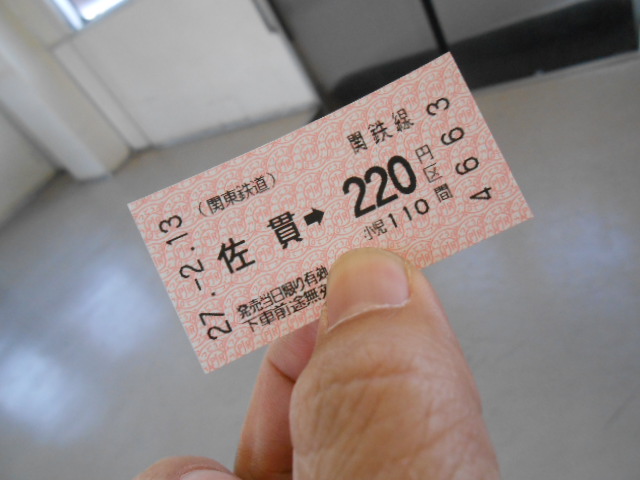 (関東鉄道)
関鉄線
佐貫➡220円区間
小児110
発売当日限り有効
下車前途無
27.-2.13
4663